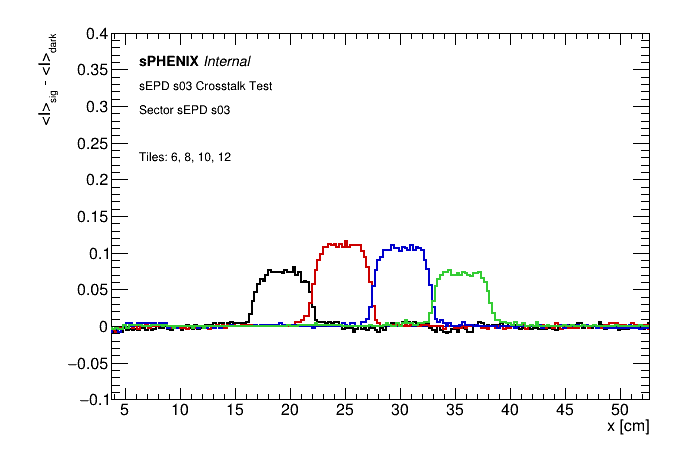 <I>sig - <I>dark
0.4
0.35
0.3
0.25
0.2
0.15
0.1
0.05
0
−0.05
−0.1
sPHENIX Internal
sEPD s03 Crosstalk Test
Sector sEPD s03
Tiles: 6, 8, 10, 12
5 10 15 20 25 30 35 40 45 50
x [cm]